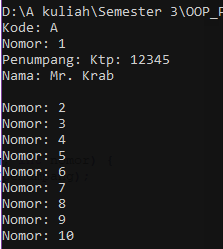 D:\A kuliah\Semester 3\OOP_P
Kode: A
Nomor: 1
Penumpang: Ktp: 12345
Nama: Mr. Krab
Nomor: 2
Nomor: 3
Nomor: 4
Nomor: 5
Nomor: 6
Nomor: 7
Nomor: 8
Nomor: 9
Nomor: 10